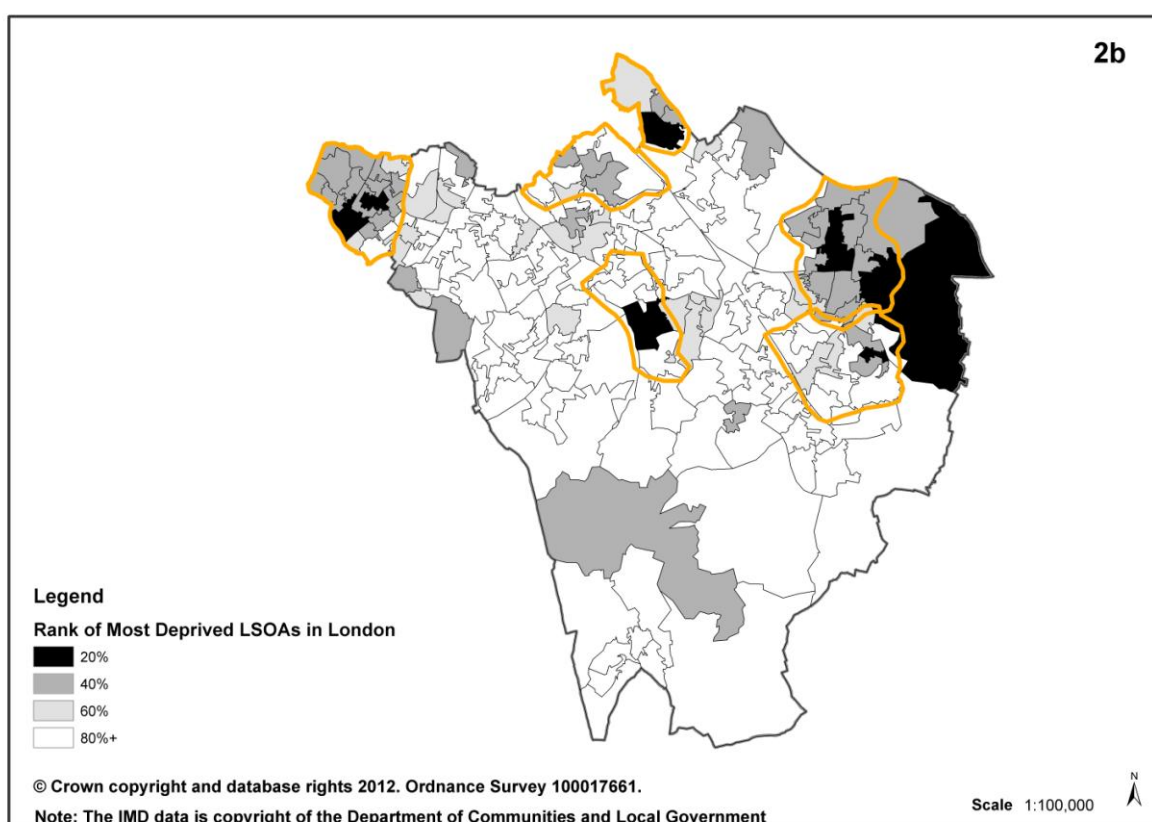 2b
Legend
Rank of Most Deprived LSOAs in London
20%
40%
60%
80%+
© Crown copyright and database rights 2012. Ordnance Survey 100017661.
Note: The IMD data is copyright of the Department of Communities and Local Government
Scale 1:100,000
N